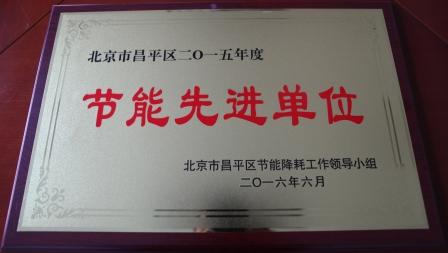 北京市昌平区二〇一五年度
节能先进单位
北京市昌平区节能降耗工作领导小组
二〇一六年六月